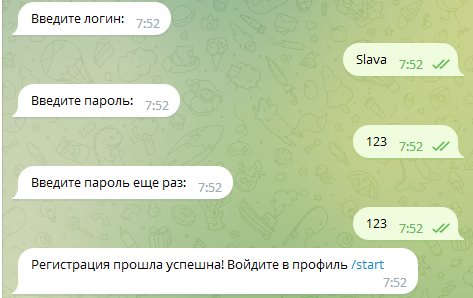 Введите логин: 7:52
Slava 7:52
Введите пароль: 7:52
123 7:52
Введите пароль еще раз: 7:52
123 7:52
Регистрация прошла успешна! Войдите в профиль /start
7:52